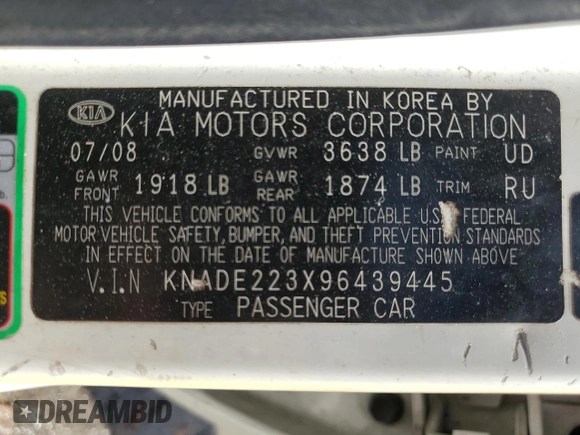 KIA
MANUFACTURED IN KOREA BY
KIA MOTORS CORPORATION
07/08 GVWR 3638 LB PAINT UD
GAWR FRONT 1918 LB GAWR REAR 1874 LB TRIM RU
THIS VEHICLE CONFORMS TO ALL APPLICABLE U.S. FEDERAL
MOTOR VEHICLE SAFETY, BUMPER, AND THEFT PREVENTION STANDARDS
IN EFFECT ON THE DATE OF MANUFACTURE SHOWN ABOVE
V.I.N KNADE223X96439445
TYPE PASSENGER CAR
DREAMBID